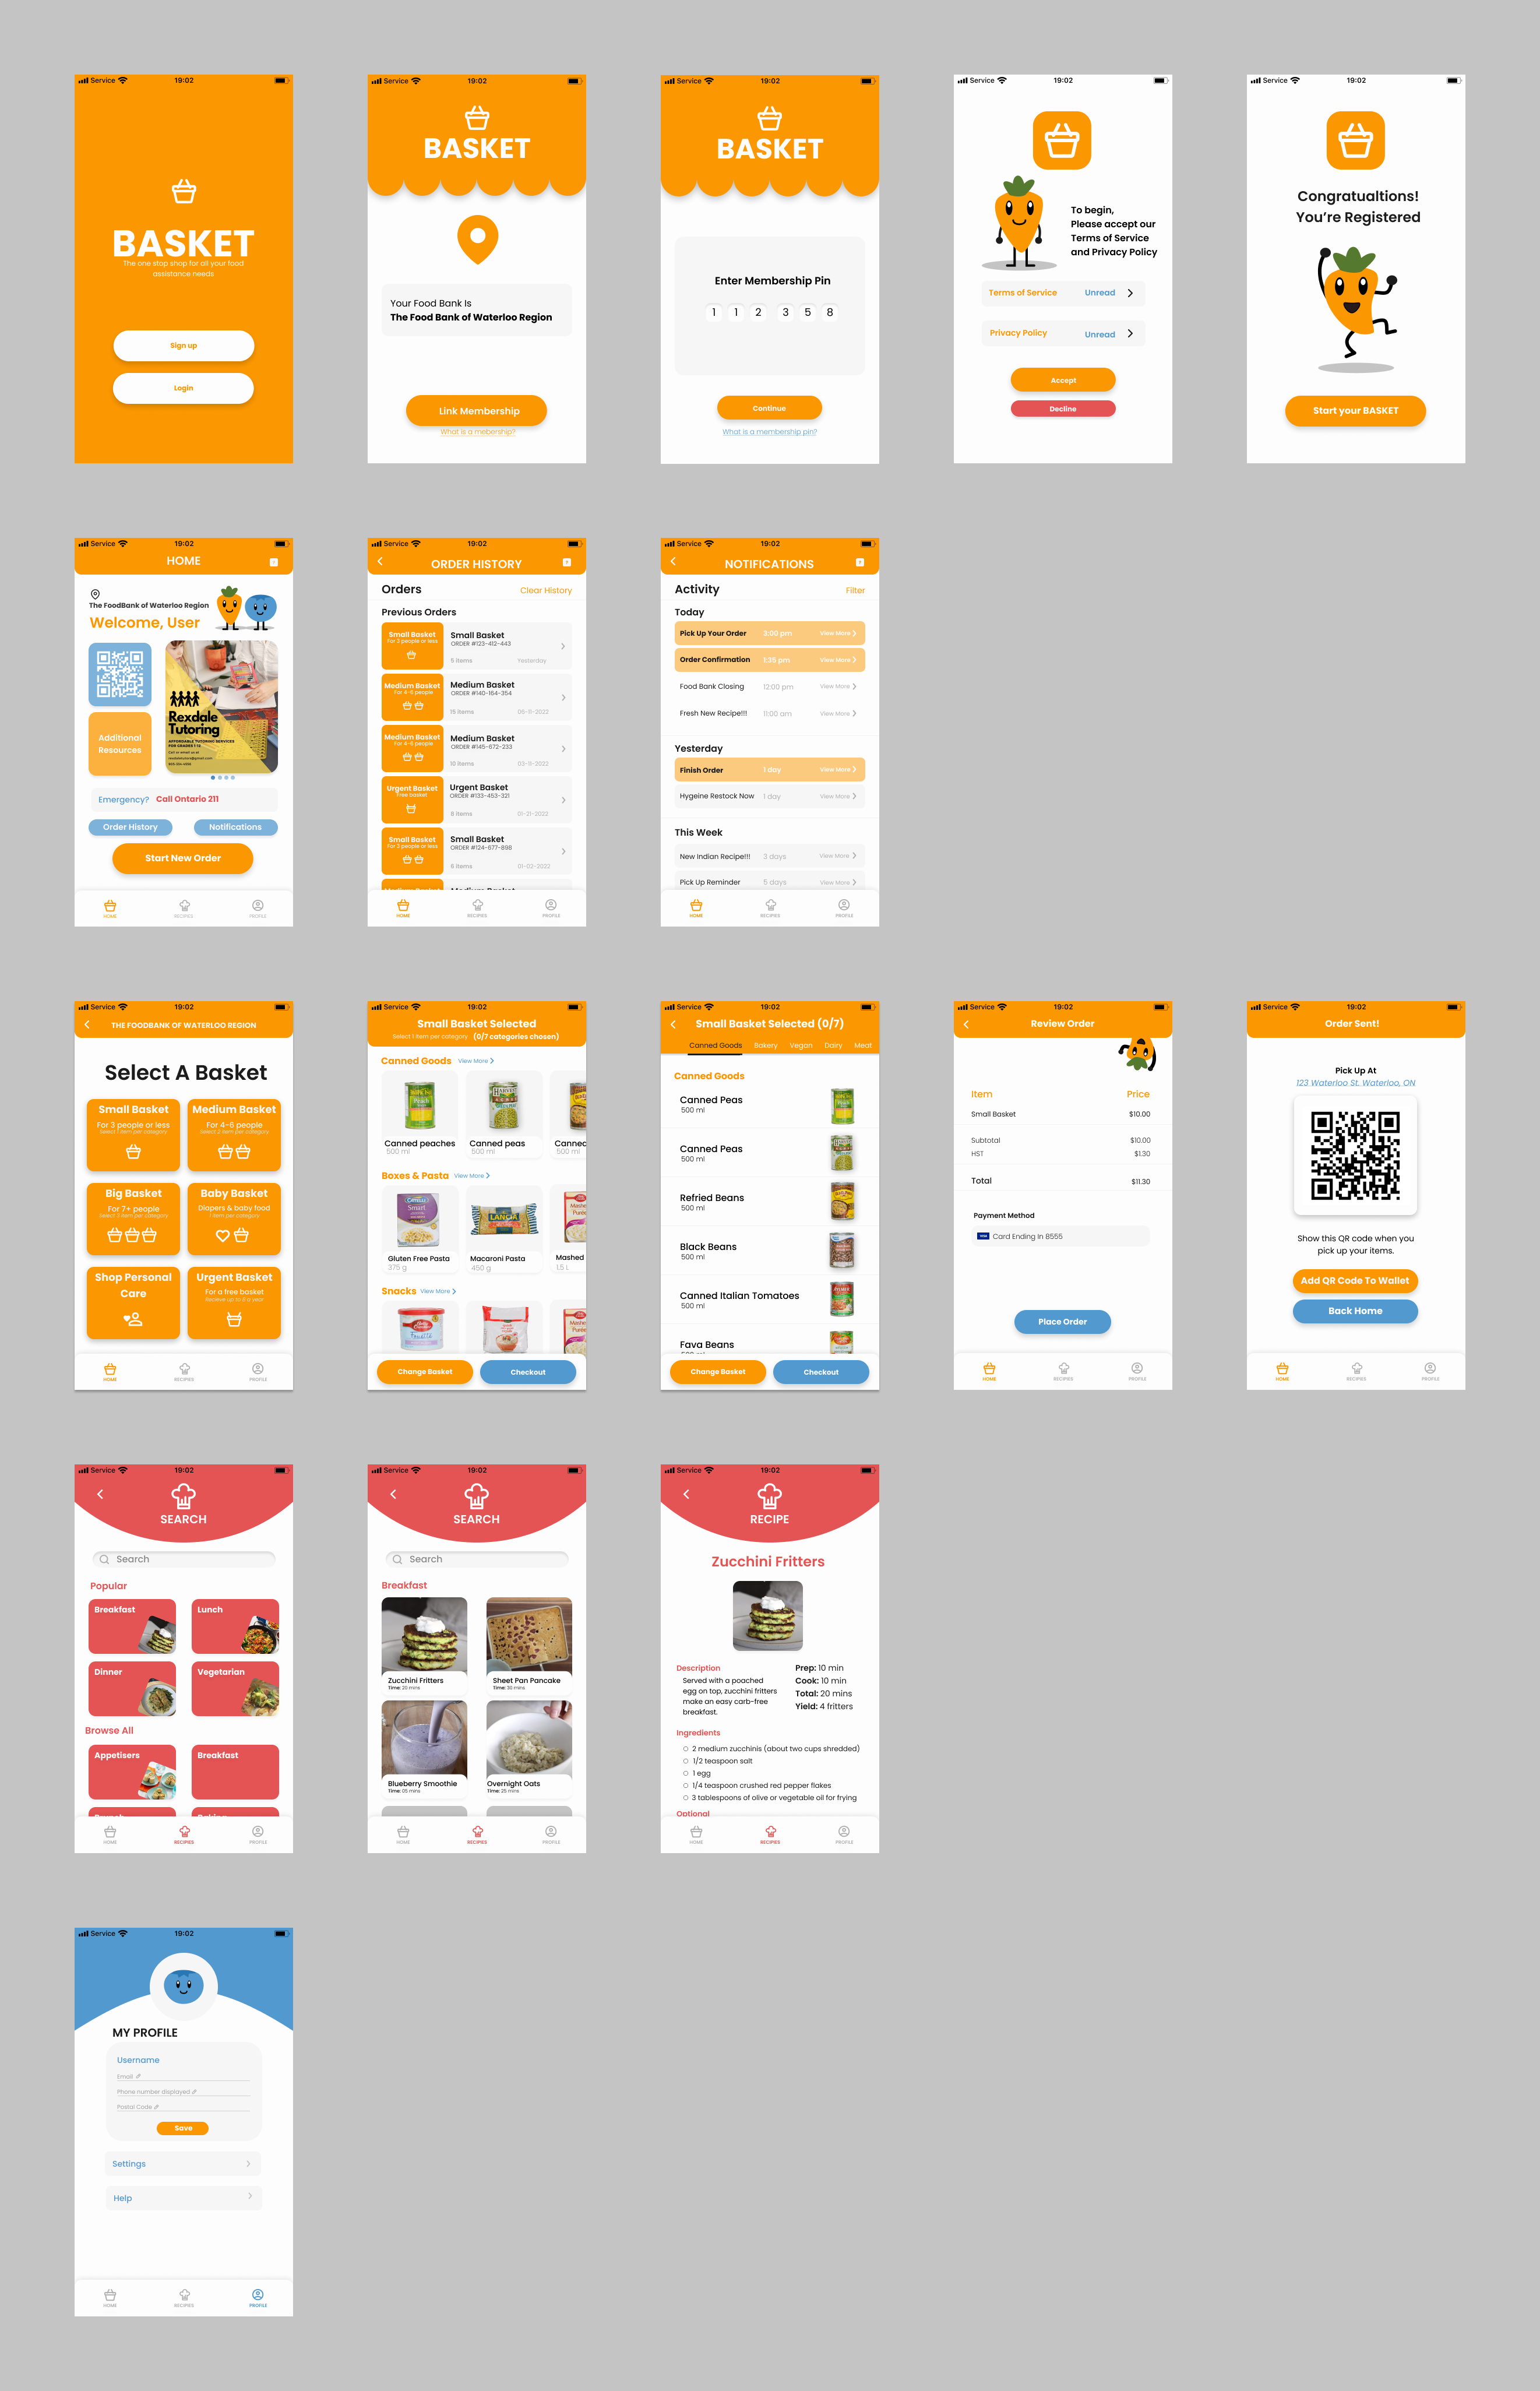 Service 19:02
BASKET
The one stap shop for all your food
assistance needs
Sign up
Login
Service 19:02
BASKET
Your Food Bank Is
The Food Bank of Waterloo Region
Link Membership
What is a mebership?
Service 19:02
BASKET
Enter Membership Pin
1 1 2 3 5 8
Continue
What is a membership pin?
Service 19:02
To begin,
Please accept our
Terms of Service
and Privacy Policy
Terms of Service Unread
Privacy Policy Unread
Accept
Decline
Service 19:02
Congratualtions!
You're Registered
Start your BASKET
Service 19:02
HOME
The FoodBank of Waterloo Region
Welcome, User
Rexdale
Tutoring
AFFORDABLE TUTORING SERVICES
FOR GRADES 1-12
Call or email us at
Additional
Resources
Emergency? Call Ontario 211
Order History Notifications
Start New Order
HOME RECIPIES PROFILE
Service 19:02
ORDER HISTORY
Orders Clear History
Previous Orders
Small Basket
For 3 people or less
Small Basket
ORDER #123-412-443
5 items Yesterday
Medium Basket
For 4-6 people
Medium Basket
ORDER #140-164-354
15 items 06-11-2022
Medium Basket
For 4-6 people
Medium Basket
ORDER #145-672-233
10 items 03-11-2022
Urgent Basket
Free basket
Urgent Basket
ORDER #133-453-321
8 items 01-21-2022
Small Basket
For 3 people or less
Small Basket
ORDER #124-677-898
6 items 01-02-2022
HOME RECIPIES PROFILE
Service 19:02
NOTIFICATIONS
Activity Filter
Today
Pick Up Your Order 3:00 pm View More
Order Confirmation 1:35 pm View More
Food Bank Closing 12:00 pm View More
Fresh New Recipe!!! 11:00 am View More
Yesterday
Finish Order 1 day View More
Hygeine Restock Now 1 day View More
This Week
New Indian Recipe!!! 3 days View More
Pick Up Reminder 5 days View More
HOME RECIPIES PROFILE
Service 19:02
THE FOODBANK OF WATERLOO REGION
Select A Basket
Small Basket
For 3 people or less
Select 1 item per category
Medium Basket
For 4-6 people
Select 2 item per category
Big Basket
For 7+ people
Select 3 item per category
Baby Basket
Diapers & baby food
1 item per category
Shop Personal
Care
Urgent Basket
For a free basket
Recieve up to 6 a year
HOME RECIPIES PROFILE
Service 19:02
Small Basket Selected
Select 1 item per category (0/7 categories chosen)
Canned Goods View More
Canned peaches
500 ml
Canned peas
500 ml
Canned
500 ml
Boxes & Pasta View More
Gluten Free Pasta
375 g
Macaroni Pasta
450 g
Mashed
1.5 L
Snacks View More
Change Basket Checkout
Service 19:02
Small Basket Selected (0/7)
Canned Goods Bakery Vegan Dairy Meat
Canned Goods
Canned Peas
500 ml
Canned Peas
500 ml
Refried Beans
500 ml
Black Beans
500 ml
Canned Italian Tomatoes
500 ml
Fava Beans
Change Basket Checkout
Service 19:02
Review Order
Item Price
Small Basket $10.00
Subtotal $10.00
HST $1.30
Total $11.30
Payment Method
VISA Card Ending In 8555
Place Order
HOME RECIPIES PROFILE
Service 19:02
Order Sent!
Pick Up At
123 Waterloo St. Waterloo, ON
Show this QR code when you
pick up your items.
Add QR Code To Wallet
Back Home
HOME RECIPIES PROFILE
Service 19:02
SEARCH
Search
Popular
Breakfast Lunch
Dinner Vegetarian
Browse All
Appetisers Breakfast
HOME RECIPIES PROFILE
Service 19:02
SEARCH
Search
Breakfast
Zucchini Fritters
Time: 20 mins
Sheet Pan Pancake
Time: 30 mins
Blueberry Smoothie
Time: 05 mins
Overnight Oats
Time: 25 mins
HOME RECIPIES PROFILE
Service 19:02
RECIPE
Zucchini Fritters
Description
Served with a poached
egg on top, zucchini fritters
make an easy carb-free
breakfast.
Prep: 10 min
Cook: 10 min
Total: 20 mins
Yield: 4 fritters
Ingredients
2 medium zucchinis (about two cups shredded)
1/2 teaspoon salt
1 egg
1/4 teaspoon crushed red pepper flakes
3 tablespoons of olive or vegetable oil for frying
Optional
HOME RECIPIES PROFILE
Service 19:02
MY PROFILE
Username
Email
Phone number displayed
Postal Code
Save
Settings
Help
HOME RECIPIES PROFILE